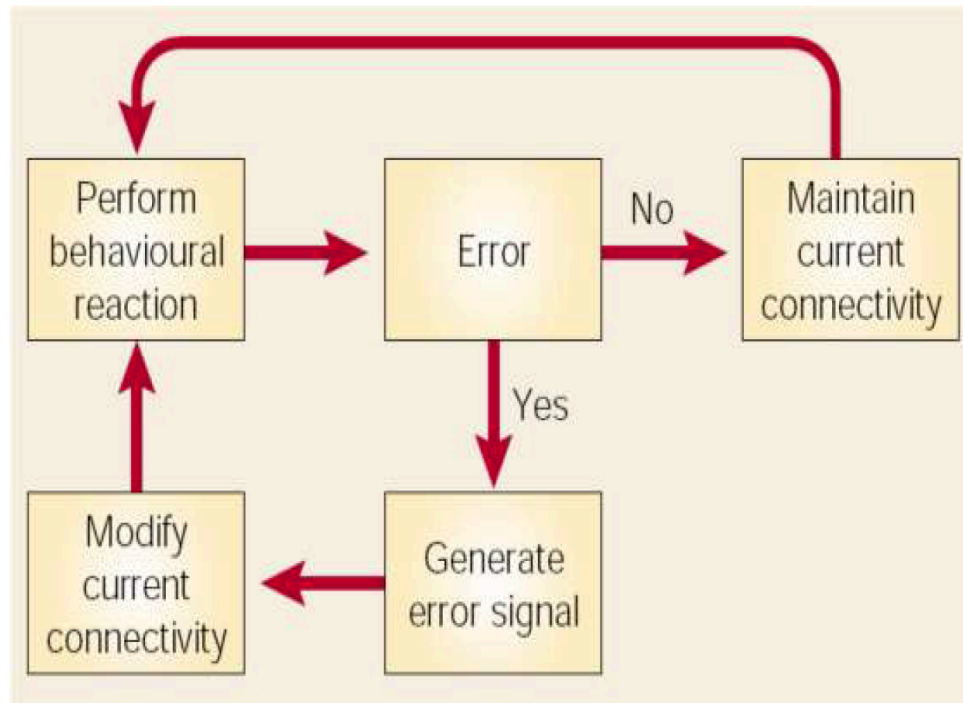 Perform
behavioural
reaction
Error
No
Maintain
current
connectivity
Yes
Modify
current
connectivity
Generate
error signal